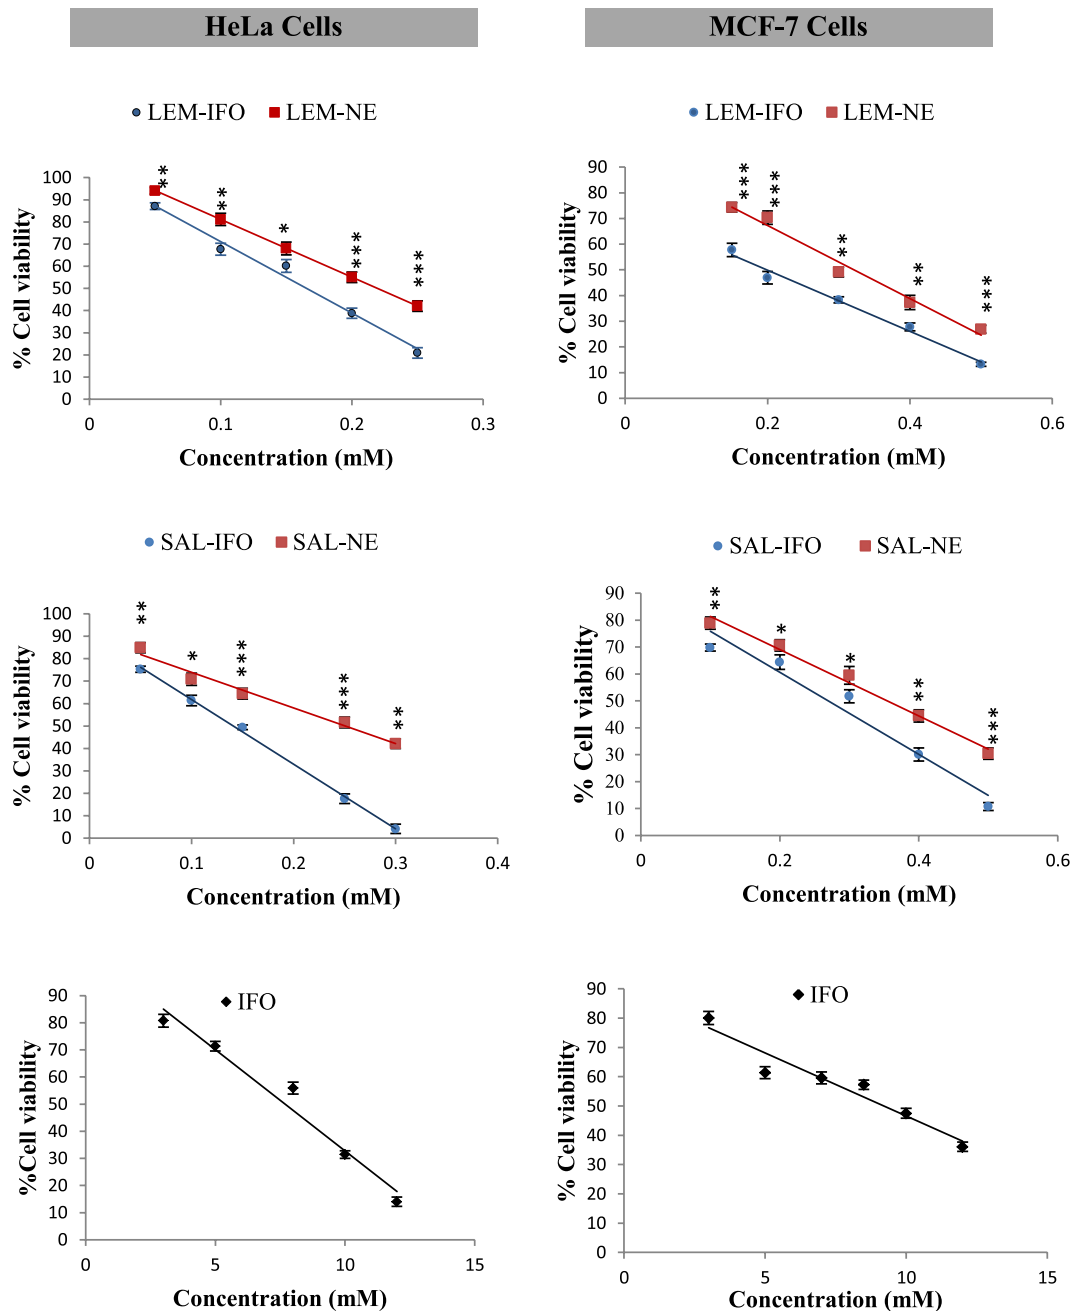 HeLa Cells
MCF-7 Cells
LEM-IFO LEM-NE
% Cell viability
100
90
80
70
60
50
40
30
20
10
0
** ** * *** ***
0 0.1 0.2 0.3
Concentration (mM)
LEM-IFO LEM-NE
% Cell viability
90
80
70
60
50
40
30
20
10
0
*** *** ** ** ***
0 0.2 0.4 0.6
Concentration (mM)
SAL-IFO SAL-NE
% Cell viability
100
90
80
70
60
50
40
30
20
10
0
** * *** *** **
0 0.1 0.2 0.3 0.4
Concentration (mM)
SAL-IFO SAL-NE
% Cell viability
90
80
70
60
50
40
30
20
10
0
** * * ** ***
0 0.2 0.4 0.6
Concentration (mM)
IFO
%Cell viability
90
80
70
60
50
40
30
20
10
0
0 5 10 15
Concentration (mM)
IFO
% Cell viability
90
80
70
60
50
40
30
20
10
0
0 5 10 15
Concentration (mM)